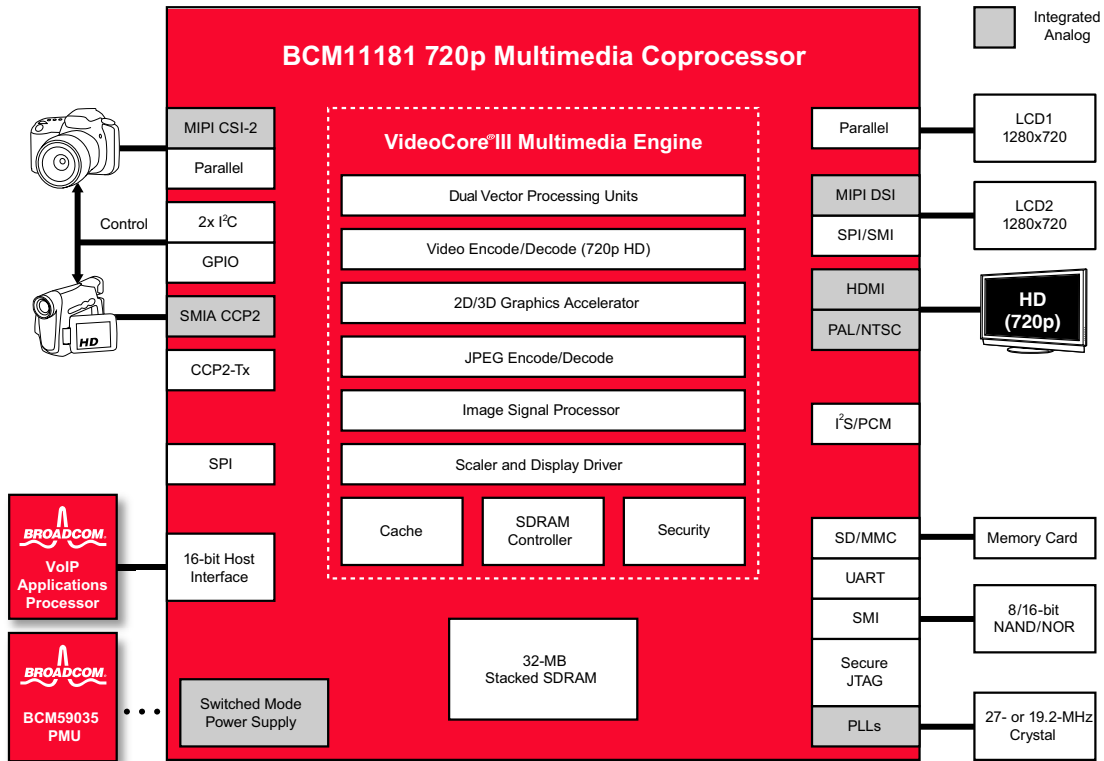 Integrated
Analog
BCM11181 720p Multimedia Coprocessor
MIPI CSI-2
Parallel
Control
2x I²C
GPIO
HD
SMIA CCP2
CCP2-Tx
SPI
BROADCOM®
VoIP
Applications
Processor
16-bit Host
Interface
BROADCOM®
BCM59035
PMU
Switched Mode
Power Supply
VideoCore®III Multimedia Engine
Dual Vector Processing Units
Video Encode/Decode (720p HD)
2D/3D Graphics Accelerator
JPEG Encode/Decode
Image Signal Processor
Scaler and Display Driver
Cache
SDRAM
Controller
Security
32-MB
Stacked SDRAM
Parallel
LCD1
1280x720
MIPI DSI
SPI/SMI
LCD2
1280x720
HDMI
PAL/NTSC
HD
(720p)
I²S/PCM
SD/MMC
Memory Card
UART
SMI
8/16-bit
NAND/NOR
Secure
JTAG
PLLs
27- or 19.2-MHz
Crystal